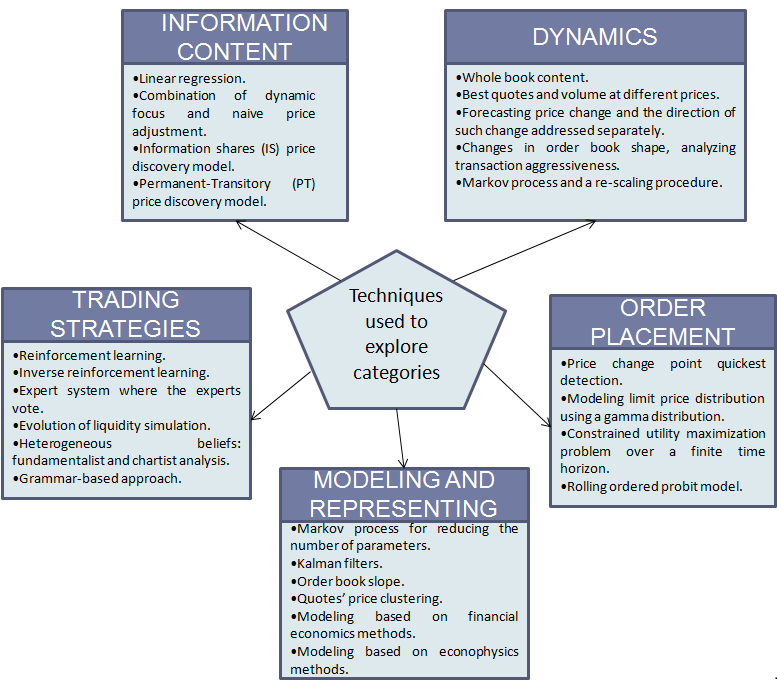 INFORMATION
CONTENT
•Linear regression.
•Combination of dynamic
focus and naive price
adjustment.
•Information shares (IS) price
discovery model.
•Permanent-Transitory (PT)
price discovery model.
DYNAMICS
•Whole book content.
•Best quotes and volume at different prices.
•Forecasting price change and the direction of
such change addressed separately.
•Changes in order book shape, analyzing
transaction aggressiveness.
•Markov process and a re-scaling procedure.
Techniques
used to
explore
categories
TRADING
STRATEGIES
•Reinforcement learning.
•Inverse reinforcement learning.
•Expert system where the experts
vote.
•Evolution of liquidity simulation.
•Heterogeneous beliefs:
fundamentalist and chartist analysis.
•Grammar-based approach.
ORDER
PLACEMENT
•Price change point quickest
detection.
•Modeling limit price distribution
using a gamma distribution.
•Constrained utility maximization
problem over a finite time
horizon.
•Rolling ordered probit model.
MODELING AND
REPRESENTING
•Markov process for reducing the
number of parameters.
•Kalman filters.
•Order book slope.
•Quotes’ price clustering.
•Modeling based on financial
economics methods.
•Modeling based on econophysics
methods.
.